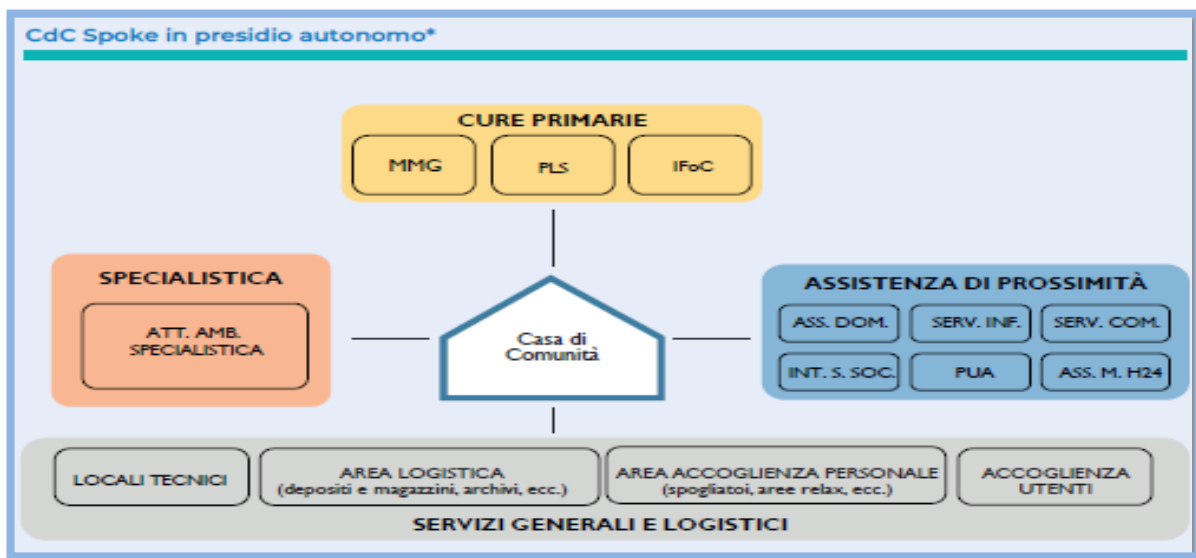 CdC Spoke in presidio autonomo*
CURE PRIMARIE
MMG
PLS
IFoC
SPECIALISTICA
ATT. AMB.
SPECIALISTICA
Casa di
Comunità
ASSISTENZA DI PROSSIMITÀ
ASS. DOM.
SERV. INF.
SERV. COM.
INT. S. SOC.
PUA
ASS. M. H24
LOCALI TECNICI
AREA LOGISTICA
(depositi e magazzini, archivi, ecc.)
AREA ACCOGLIENZA PERSONALE
(spogliatoi, aree relax, ecc.)
ACCOGLIENZA
UTENTI
SERVIZI GENERALI E LOGISTICI